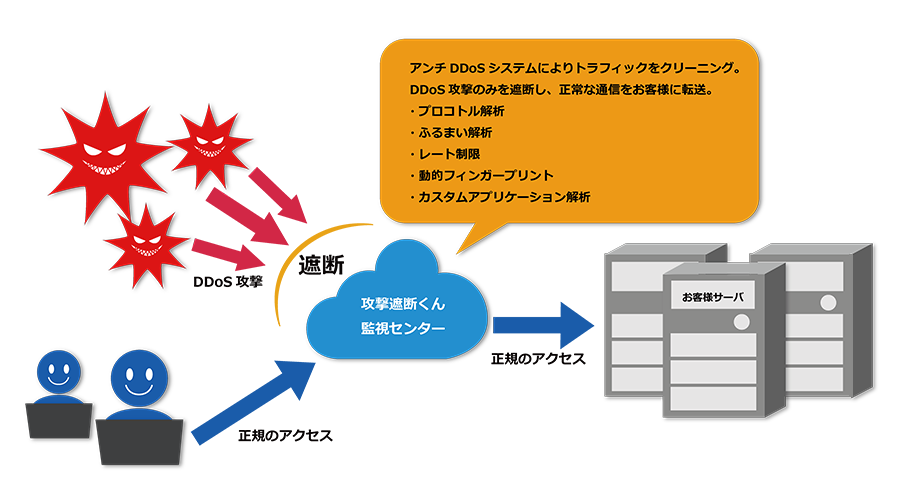 アンチ DDoS システムによりトラフィックをクリーニング。
DDoS 攻撃のみを遮断し、正常な通信をお客様に転送。
・プロコトル解析
・ふるまい解析
・レート制限
・動的フィンガープリント
・カスタムアプリケーション解析
遮断
DDoS 攻撃
攻撃遮断くん
監視センター
お客様サーバ
正規のアクセス
正規のアクセス